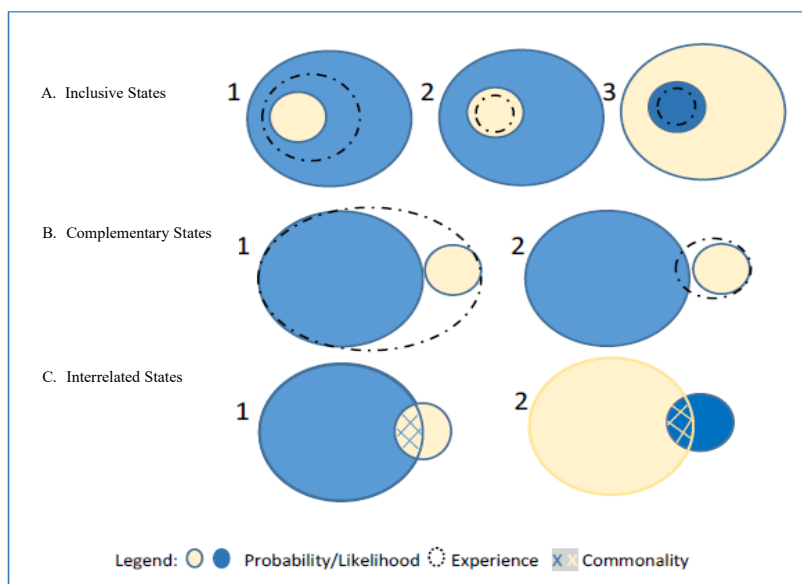 A. Inclusive States
1
2
3
B. Complementary States
1
2
C. Interrelated States
1
2
Legend: Probability/Likelihood Experience X X Commonality